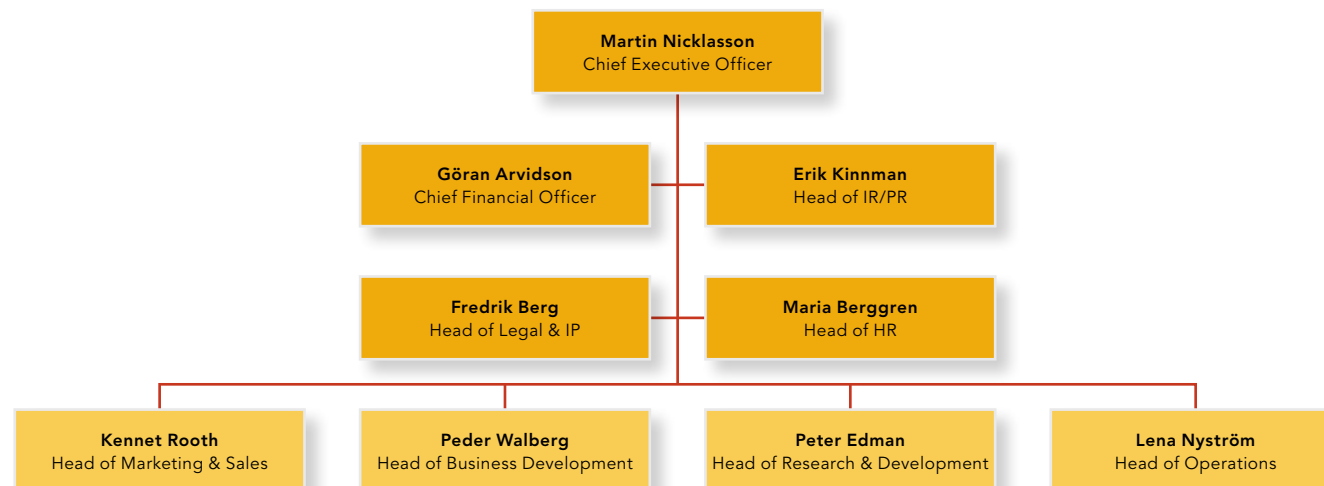 Martin Nicklasson
Chief Executive Officer
Göran Arvidson
Chief Financial Officer
Erik Kinnman
Head of IR/PR
Fredrik Berg
Head of Legal & IP
Maria Berggren
Head of HR
Kennet Rooth
Head of Marketing & Sales
Peder Walberg
Head of Business Development
Peter Edman
Head of Research & Development
Lena Nyström
Head of Operations